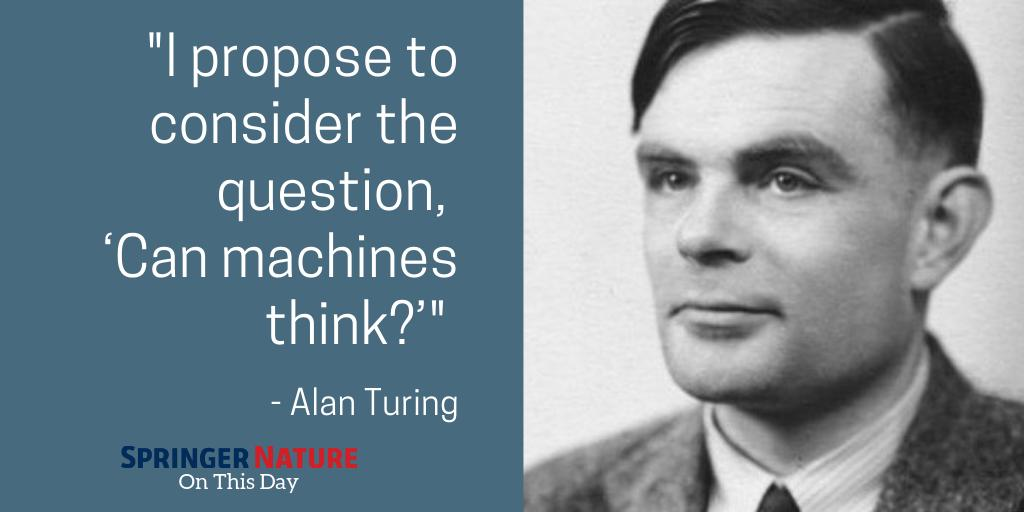 "I propose to
consider the
question,
‘Can machines
think?’"
- Alan Turing
SPRINGER NATURE
On This Day